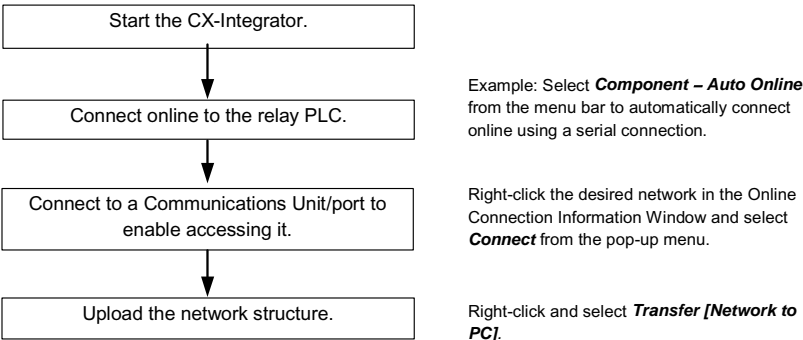 Start the CX-Integrator.
Example: Select Component – Auto Online
from the menu bar to automatically connect
online using a serial connection.
Connect online to the relay PLC.
Right-click the desired network in the Online
Connection Information Window and select
Connect from the pop-up menu.
Connect to a Communications Unit/port to
enable accessing it.
Upload the network structure.
Right-click and select Transfer [Network to
PC].